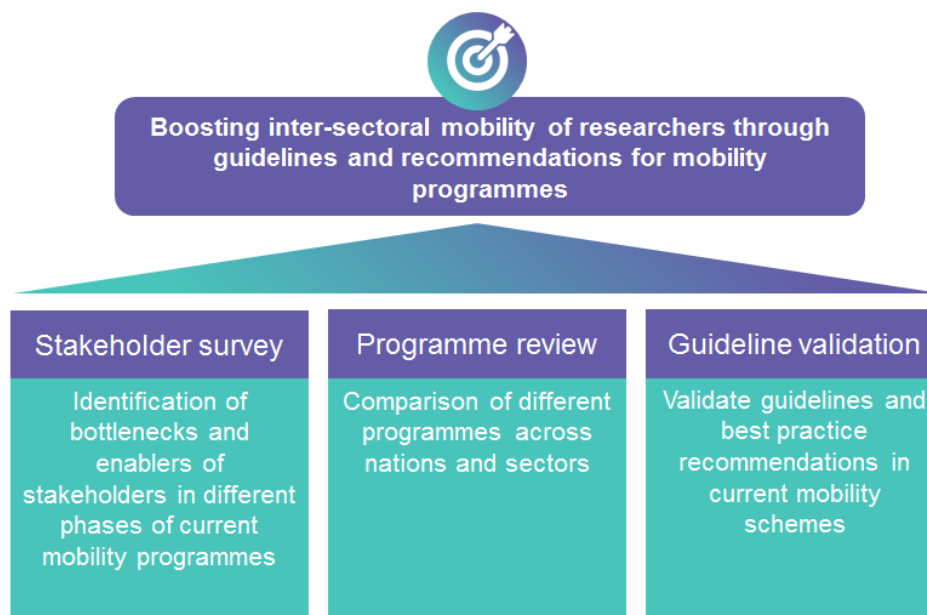 Boosting inter-sectoral mobility of researchers through
guidelines and recommendations for mobility
programmes
Stakeholder survey
Identification of
bottlenecks and
enablers of
stakeholders in different
phases of current
mobility programmes
Programme review
Comparison of different
programmes across
nations and sectors
Guideline validation
Validate guidelines and
best practice
recommendations in
current mobility
schemes